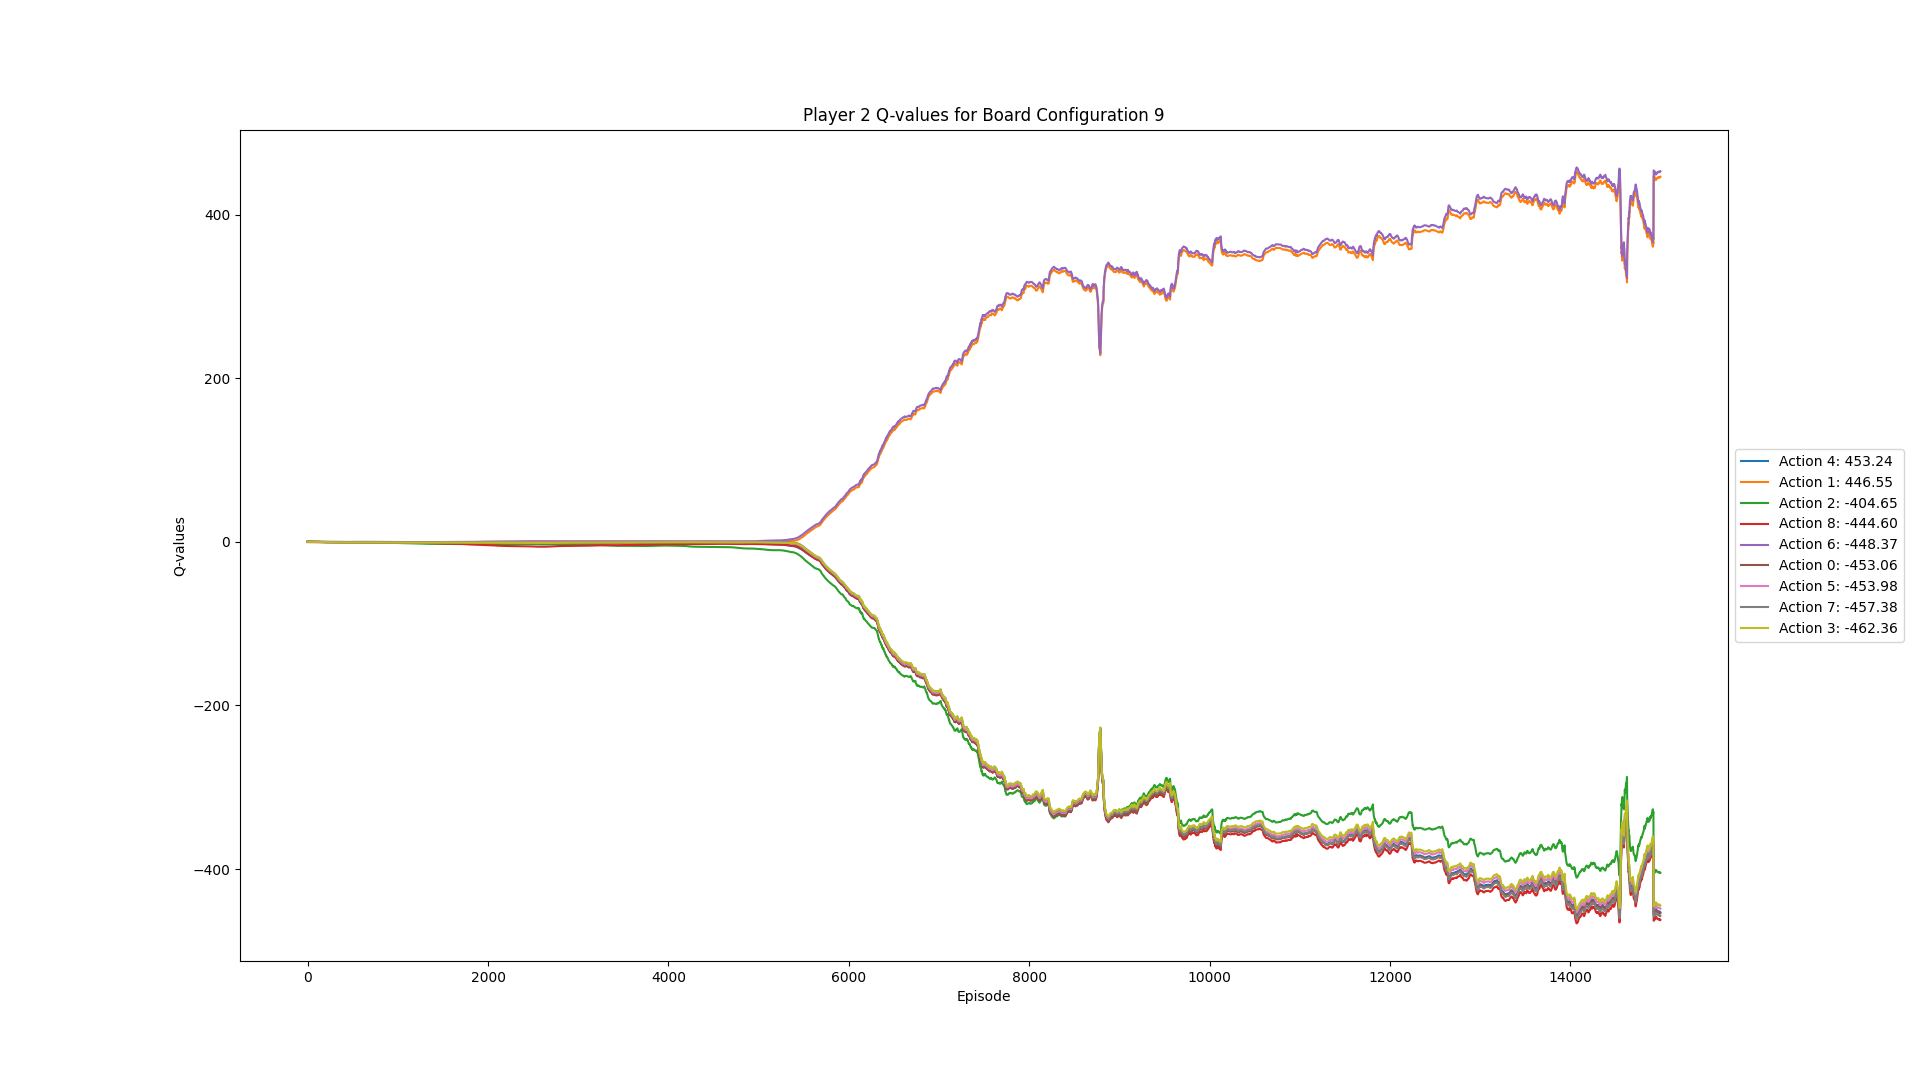 Player 2 Q-values for Board Configuration 9
Q-values
400
200
0
−200
−400
0 2000 4000 6000 8000 10000 12000 14000
Episode
Action 4: 453.24
Action 1: 446.55
Action 2: -404.65
Action 8: -444.60
Action 6: -448.37
Action 0: -453.06
Action 5: -453.98
Action 7: -457.38
Action 3: -462.36